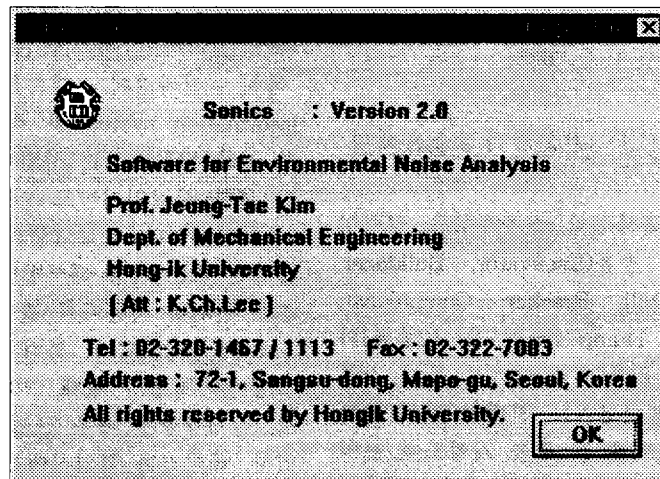 Sonics : Version 2.0
Software for Environmental Noise Analysis
Prof. Jeung-Tae Kim
Dept. of Mechanical Engineering
Hong-ik University
( Att : K.Ch.Lee )
Tel : 02-320-1467 / 1113 Fax : 02-322-7003
Address : 72-1, Sangsu-dong, Mapo-gu, Seoul, Korea
All rights reserved by Hongik University.
OK